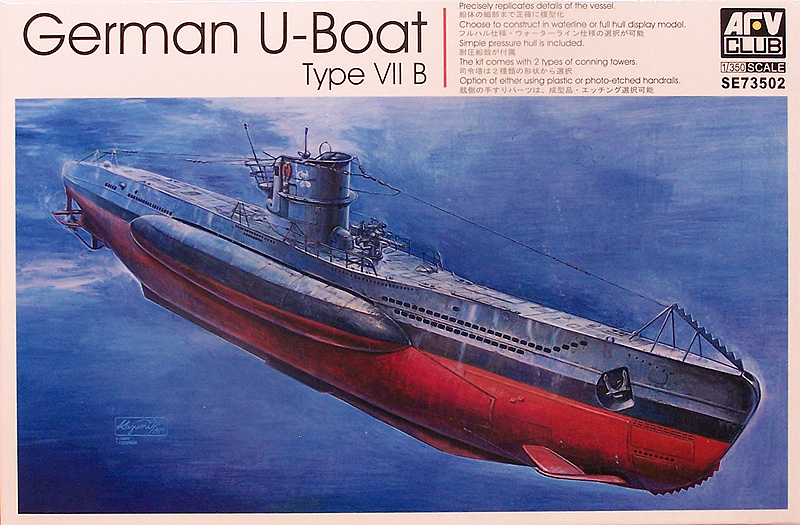 German U-Boat
Type VII B
Precisely replicates details of the vessel.
船体の細部まで正確に模型化
Choose to construct in waterline or full hull display model.
フルハル仕様・ウォーターライン仕様の選択が可能
Simple pressure hull is included.
耐圧船殻が付属
The kit comes with 2 types of conning towers.
司令塔は2種類の形状から選択
Option of either using plastic or photo-etched handrails.
舷側の手すりパーツは、成型品・エッチング選択可能
AFV
CLUB
1/350 SCALE
SE73502